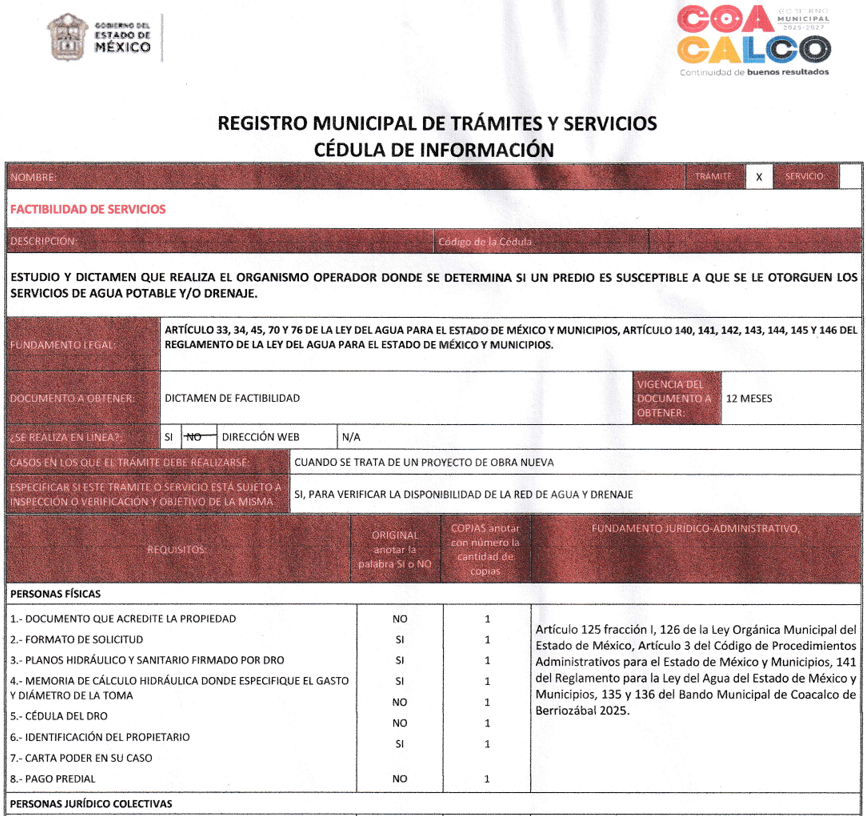 GOBIERNO DEL
ESTADO DE
MÉXICO
COA
CALCO
GOBIERNO
MUNICIPAL
2025-2027
Continuidad de buenos resultados
REGISTRO MUNICIPAL DE TRÁMITES Y SERVICIOS
CÉDULA DE INFORMACIÓN
NOMBRE: TRÁMITE: X SERVICIO:
FACTIBILIDAD DE SERVICIOS
DESCRIPCIÓN: Código de la Cédula
ESTUDIO Y DICTAMEN QUE REALIZA EL ORGANISMO OPERADOR DONDE SE DETERMINA SI UN PREDIO ES SUSCEPTIBLE A QUE SE LE OTORGUEN LOS
SERVICIOS DE AGUA POTABLE Y/O DRENAJE.
FUNDAMENTO LEGAL:
ARTÍCULO 33, 34, 45, 70 Y 76 DE LA LEY DEL AGUA PARA EL ESTADO DE MÉXICO Y MUNICIPIOS, ARTÍCULO 140, 141, 142, 143, 144, 145 Y 146 DEL
REGLAMENTO DE LA LEY DEL AGUA PARA EL ESTADO DE MÉXICO Y MUNICIPIOS.
DOCUMENTO A OBTENER: DICTAMEN DE FACTIBILIDAD
VIGENCIA DEL
DOCUMENTO A
OBTENER:
12 MESES
¿SE REALIZA EN LÍNEA?: SI NO DIRECCIÓN WEB N/A
CASOS EN LOS QUE EL TRÁMITE DEBE REALIZARSE: CUANDO SE TRATA DE UN PROYECTO DE OBRA NUEVA
ESPECIFICAR SI ESTE TRAMITE O SERVICIO ESTÁ SUJETO A
INSPECCIÓN O VERIFICACIÓN Y OBJETIVO DE LA MISMA
SI, PARA VERIFICAR LA DISPONIBILIDAD DE LA RED DE AGUA Y DRENAJE
REQUISITOS:
ORIGINAL
anotar la
palabra SI o NO
COPIAS anotar
con número la
cantidad de
copias
FUNDAMENTO JURÍDICO-ADMINISTRATIVO.
PERSONAS FÍSICAS
1.- DOCUMENTO QUE ACREDITE LA PROPIEDAD NO 1
2.- FORMATO DE SOLICITUD SI 1
3.- PLANOS HIDRÁULICO Y SANITARIO FIRMADO POR DRO SI 1
4.- MEMORIA DE CÁLCULO HIDRÁULICA DONDE ESPECIFIQUE EL GASTO SI 1
Y DIÁMETRO DE LA TOMA NO 1
5.- CÉDULA DEL DRO NO 1
6.- IDENTIFICACIÓN DEL PROPIETARIO SI 1
7.- CARTA PODER EN SU CASO
8.- PAGO PREDIAL NO 1
Artículo 125 fracción I, 126 de la Ley Orgánica Municipal del
Estado de México, Artículo 3 del Código de Procedimientos
Administrativos para el Estado de México y Municipios, 141
del Reglamento para la Ley del Agua del Estado de México y
Municipios, 135 y 136 del Bando Municipal de Coacalco de
Berriozábal 2025.
PERSONAS JURÍDICO COLECTIVAS